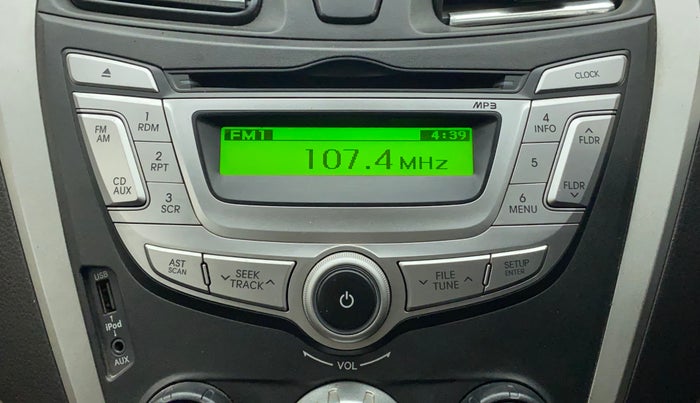 CLOCK
MP3
FM1 4:39
107.4 MHz
FM
AM
CD
AUX
1
RDM
2
RPT
3
SCR
4
INFO
5
6
MENU
FLDR
FLDR
AST
SCAN
SEEK
TRACK
FILE
TUNE
SETUP
ENTER
USB
iPod
AUX
VOL